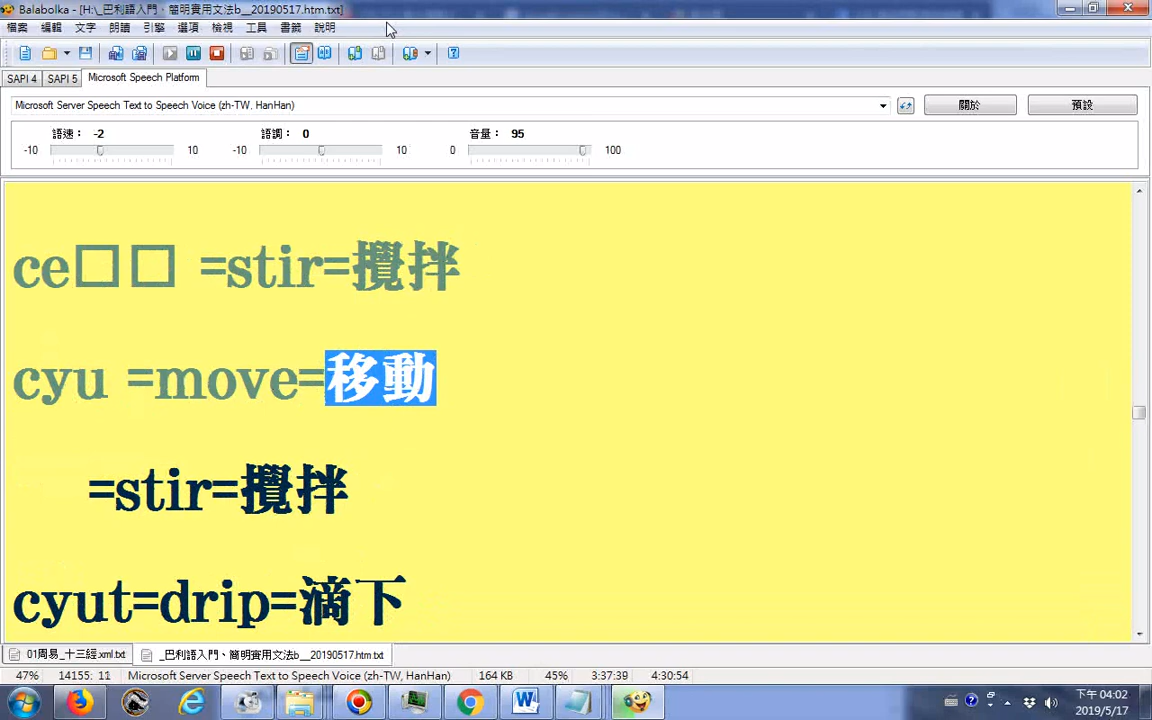 Balabolka - [H:\_巴利語入門、簡明實用文法b__20190517.htm.txt]
檔案 編輯 文字 朗讀 引擎 選項 檢視 工具 書籤 說明
SAPI 4 SAPI 5 Microsoft Speech Platform
Microsoft Server Speech Text to Speech Voice (zh-TW, HanHan) 關於 預設
語速： -2 語調： 0 音量： 95
-10 10 -10 10 0 100
ce□□ =stir=攪拌
cyu =move=移動
=stir=攪拌
cyut=drip=滴下
01周易_十三經.xml.txt _巴利語入門、簡明實用文法b__20190517.htm.txt
47% 14155: 11 Microsoft Server Speech Text to Speech Voice (zh-TW, HanHan) 164 KB 45% 3:37:39 4:30:54
下午 04:02
2019/5/17